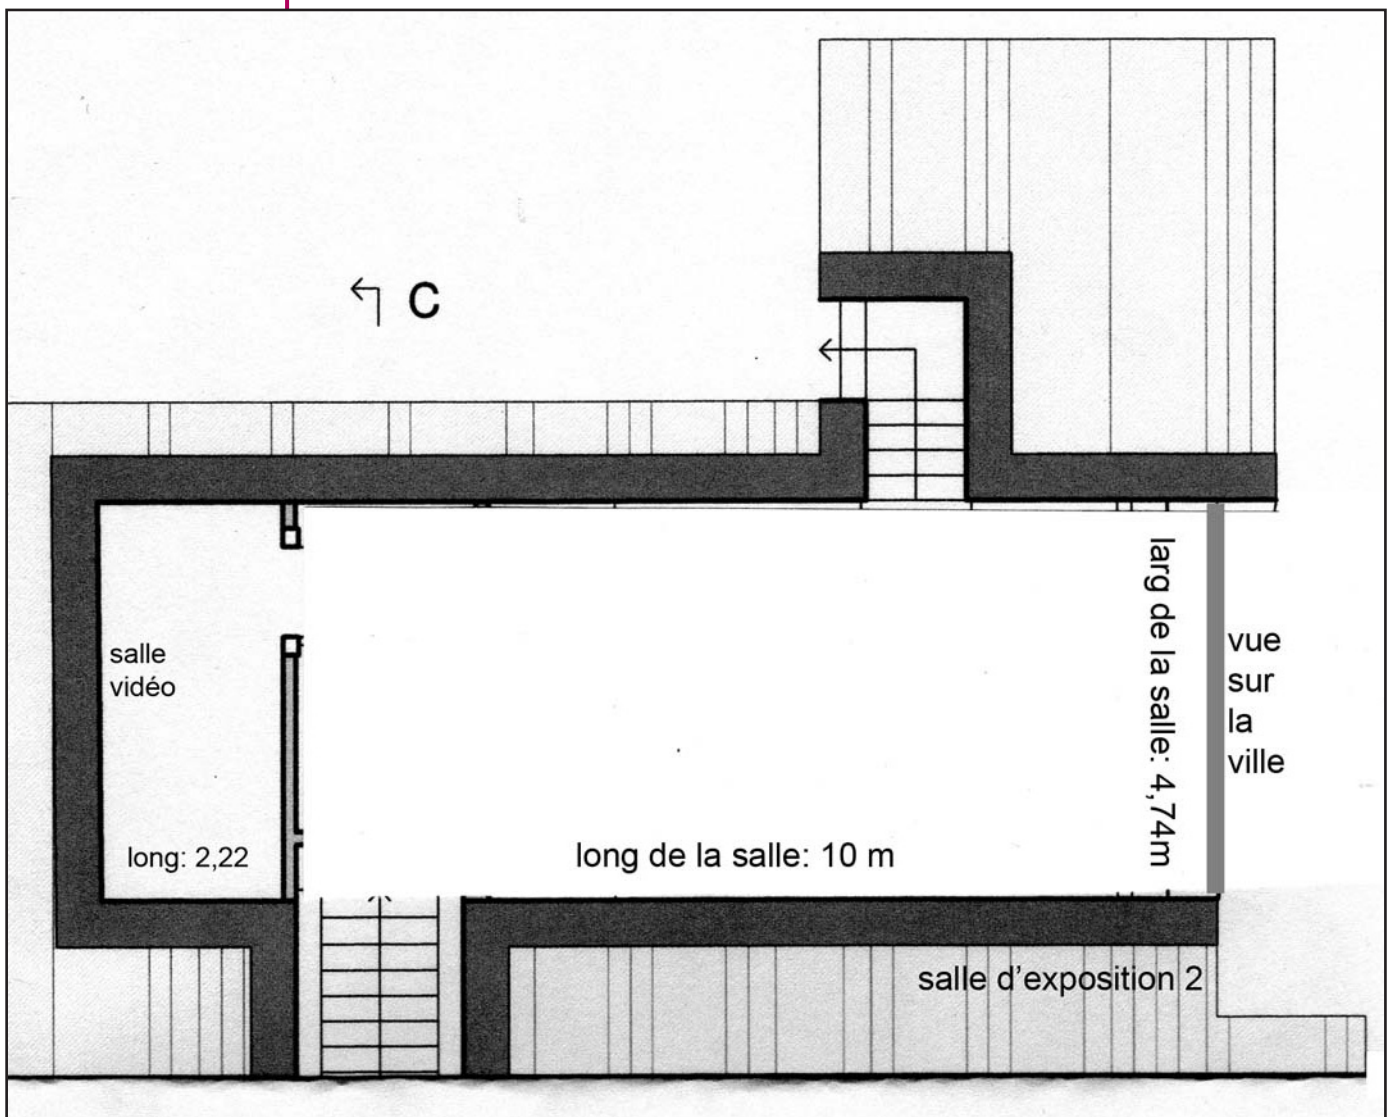 C
salle
vidéo
long: 2,22
long de la salle: 10 m
larg de la salle: 4,74m
vue
sur
la
ville
salle d’exposition 2